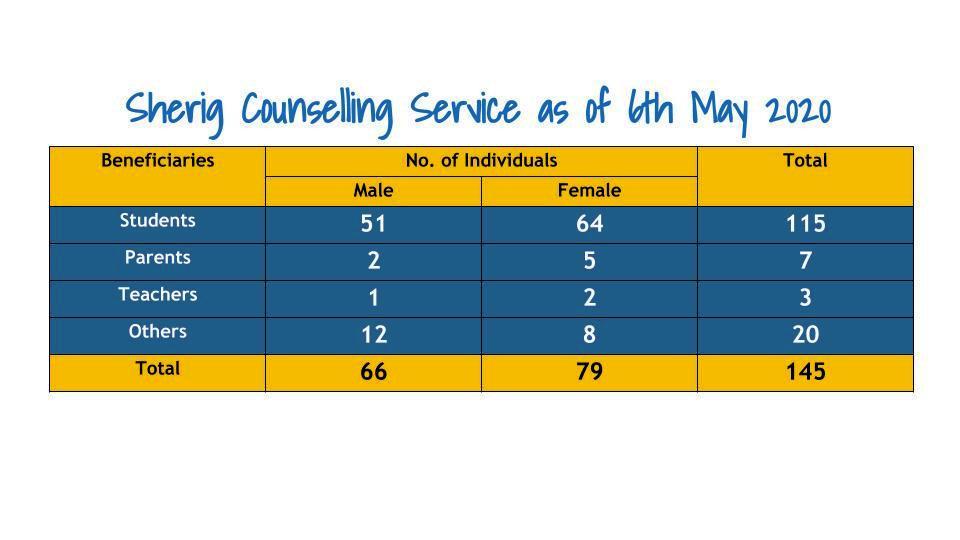 Sherig Counselling Service as of 6th May 2020
Beneficiaries No. of Individuals Total
Male Female
Students 51 64 115
Parents 2 5 7
Teachers 1 2 3
Others 12 8 20
Total 66 79 145